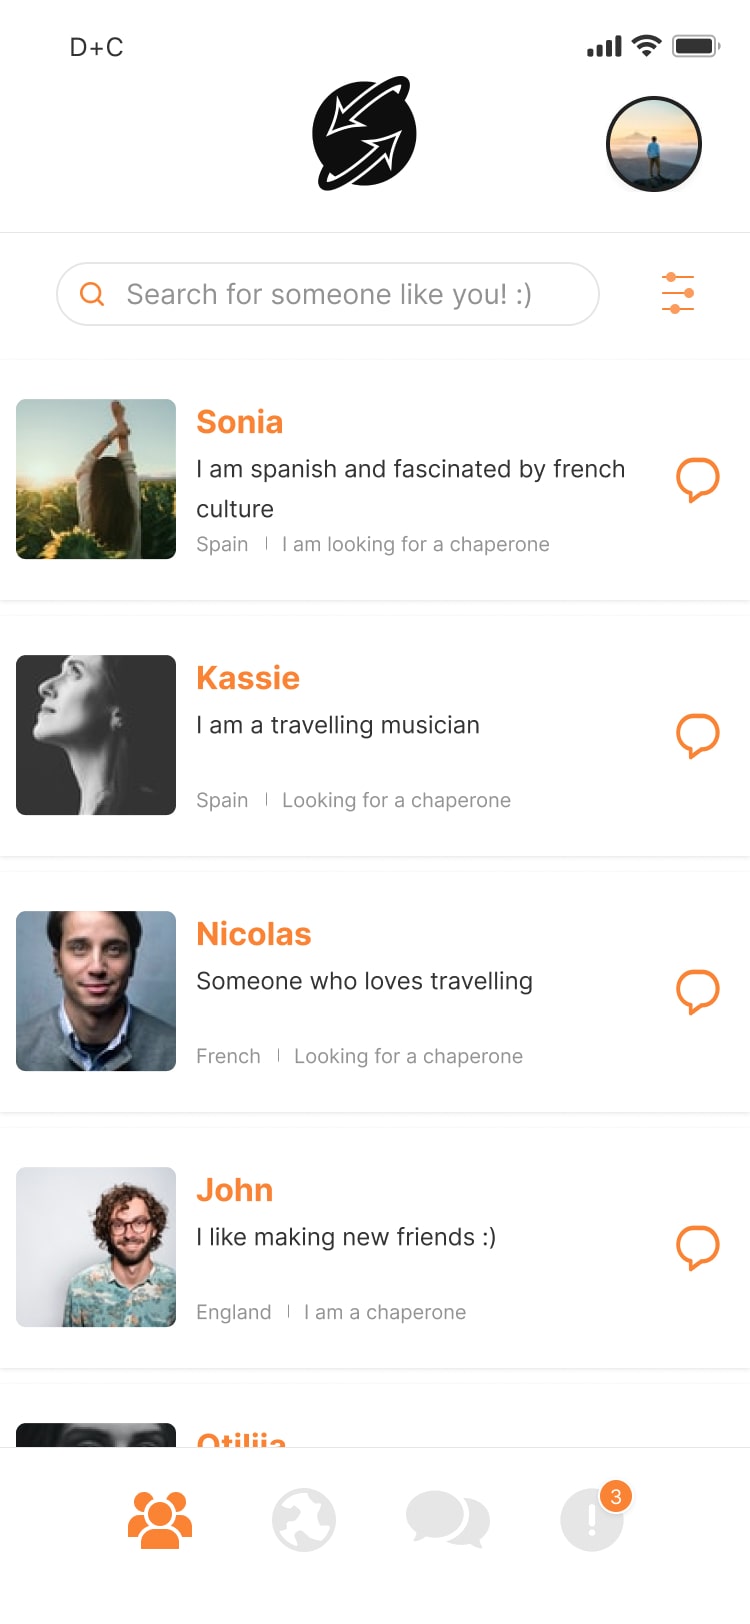 D+C
Search for someone like you! :)
Sonia
I am spanish and fascinated by french
culture
Spain | I am looking for a chaperone
Kassie
I am a travelling musician
Spain | Looking for a chaperone
Nicolas
Someone who loves travelling
French | Looking for a chaperone
John
I like making new friends :)
England | I am a chaperone
3